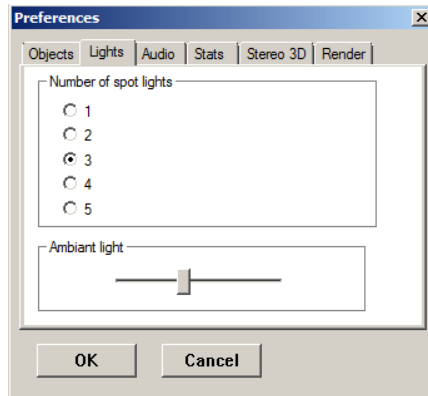 Preferences
Objects Lights Audio Stats Stereo 3D Render
Number of spot lights
1
2
3
4
5
Ambiant light
OK Cancel